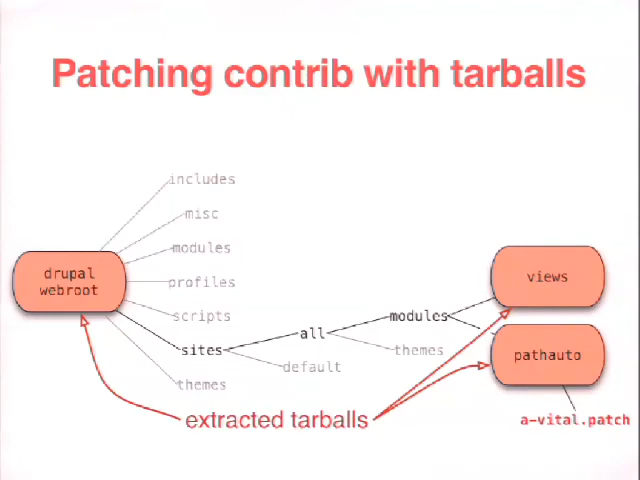 Patching contrib with tarballs
includes
misc
modules
profiles
scripts
sites
themes
drupal
webroot
all
default
modules
themes
views
pathauto
a-vital.patch
extracted tarballs